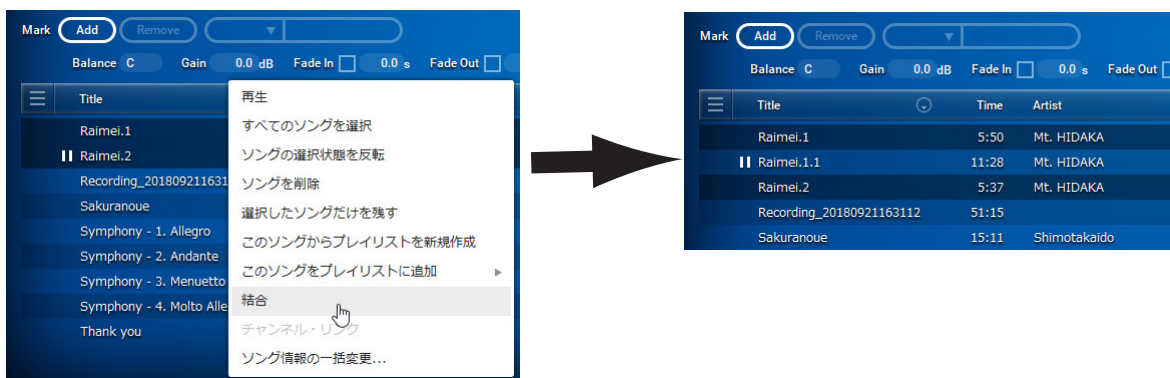 Mark Add Remove
Balance C Gain 0.0 dB Fade In 0.0 s Fade Out
Title
Raimei.1
Raimei.2
Recording_201809211631
Sakuranoue
Symphony - 1. Allegro
Symphony - 2. Andante
Symphony - 3. Menuetto
Symphony - 4. Molto Alle
Thank you
再生
すべてのソングを選択
ソングの選択状態を反転
ソングを削除
選択したソングだけを残す
このソングからプレイリストを新規作成
このソングをプレイリストに追加
結合
チャンネル・リンク
ソング情報の一括変更...
Mark Add Remove
Balance C Gain 0.0 dB Fade In 0.0 s Fade Out
Title Time Artist
Raimei.1 5:50 Mt. HIDAKA
Raimei.1.1 11:28 Mt. HIDAKA
Raimei.2 5:37 Mt. HIDAKA
Recording_20180921163112 51:15
Sakuranoue 15:11 Shimotakaido